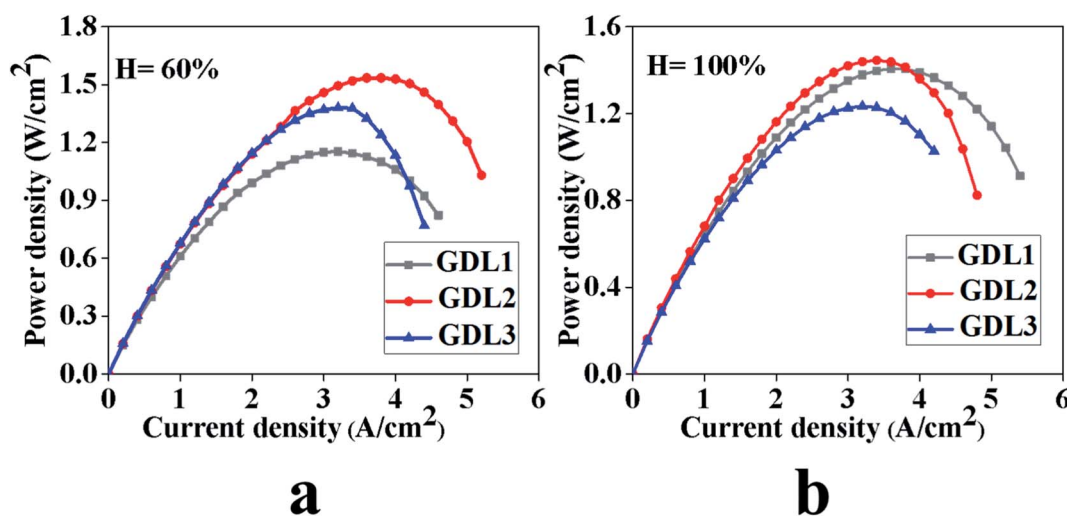 1.8
1.5
1.2
0.9
0.6
0.3
0.0
Power density (W/cm²)
H= 60%
GDL1
GDL2
GDL3
0 1 2 3 4 5 6
Current density (A/cm²)
a
1.6
1.2
0.8
0.4
0.0
Power density (W/cm²)
H= 100%
GDL1
GDL2
GDL3
0 1 2 3 4 5 6
Current density (A/cm²)
b